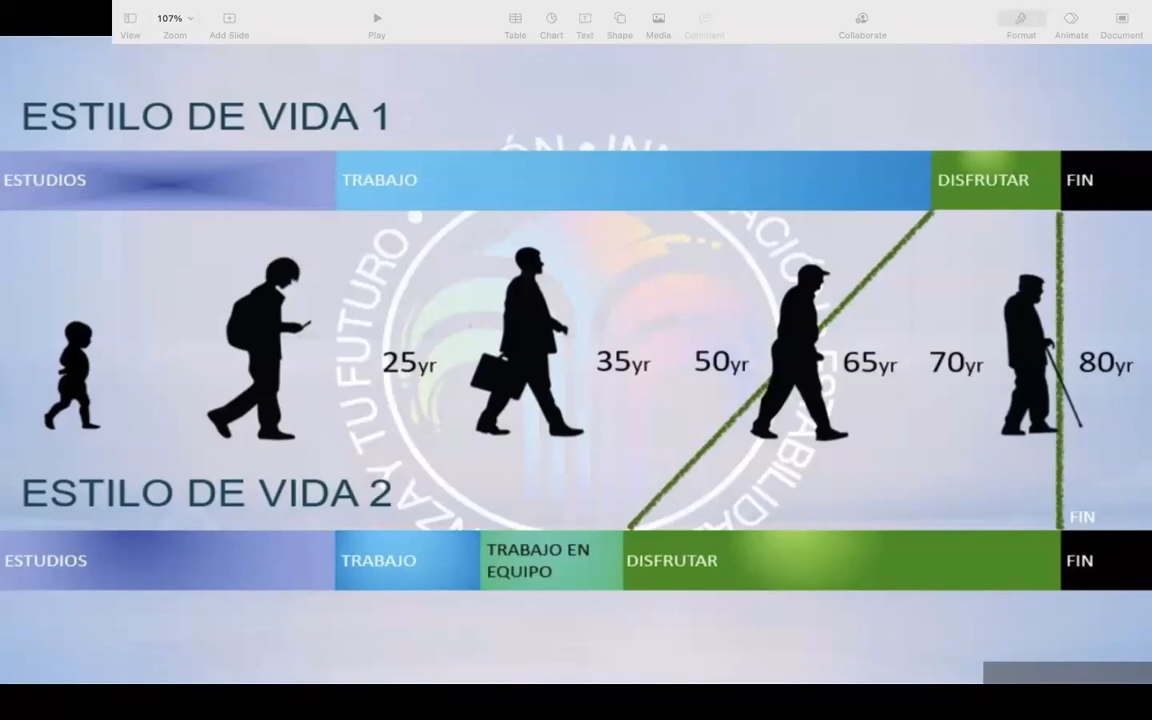 107%
View
Zoom
Add Slide
Play
Table
Chart
Text
Shape
Media
Comment
Collaborate
Format
Animate
Document
ESTILO DE VIDA 1
ESTUDIOS
TRABAJO
DISFRUTAR
FIN
Y TU FUTURO •
25yr
35yr
50yr
65yr
70yr
80yr
ESTILO DE VIDA 2
FIN
ESTUDIOS
TRABAJO
TRABAJO EN
EQUIPO
DISFRUTAR
FIN